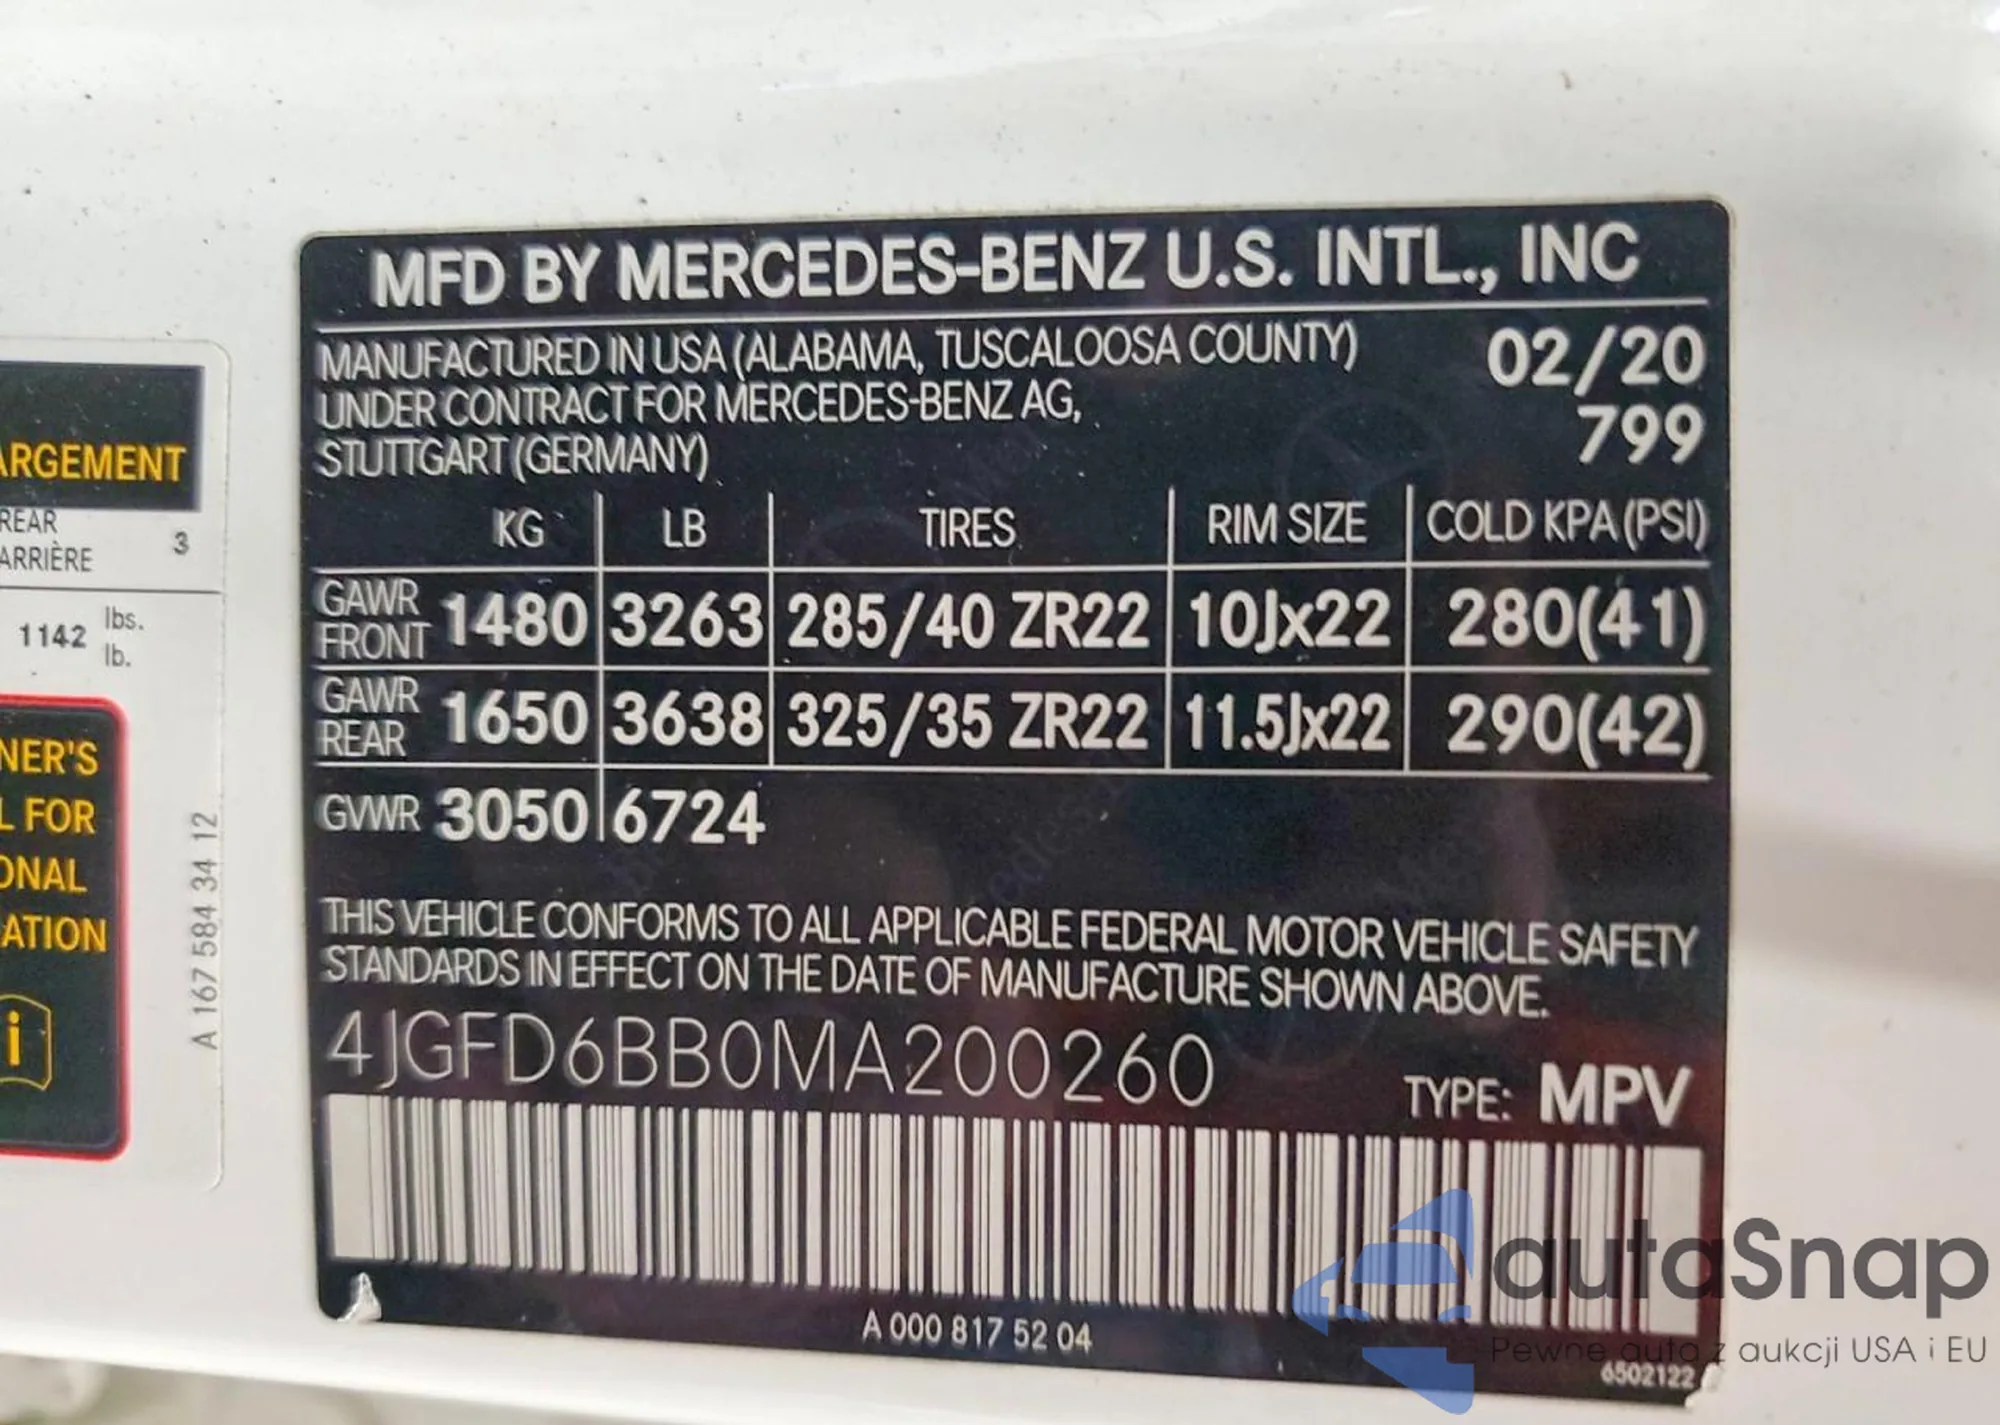 MFD BY MERCEDES-BENZ U.S. INTL., INC
MANUFACTURED IN USA (ALABAMA, TUSCALOOSA COUNTY) 02/20
UNDER CONTRACT FOR MERCEDES-BENZ AG, 799
STUTTGART (GERMANY)
KG LB TIRES RIM SIZE COLD KPA (PSI)
GAWR FRONT 1480 3263 285/40 ZR22 10Jx22 280(41)
GAWR REAR 1650 3638 325/35 ZR22 11.5Jx22 290(42)
GVWR 3050 6724
THIS VEHICLE CONFORMS TO ALL APPLICABLE FEDERAL MOTOR VEHICLE SAFETY
STANDARDS IN EFFECT ON THE DATE OF MANUFACTURE SHOWN ABOVE.
4JGFD6BB0MA200260
TYPE: MPV
A 000 817 52 04
6502122
ARGEMENT
REAR
ARRIÈRE 3
1142 lbs.
lb.
NER'S
L FOR
ONAL
ATION
i
A 167 584 34 12
autaSnap
Pewne auta z aukcji USA i EU